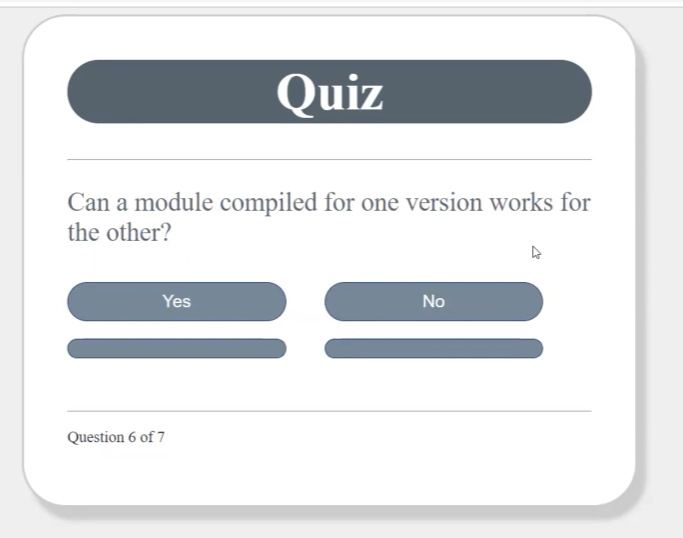 Quiz
Can a module compiled for one version works for
the other?
Yes
No
Question 6 of 7